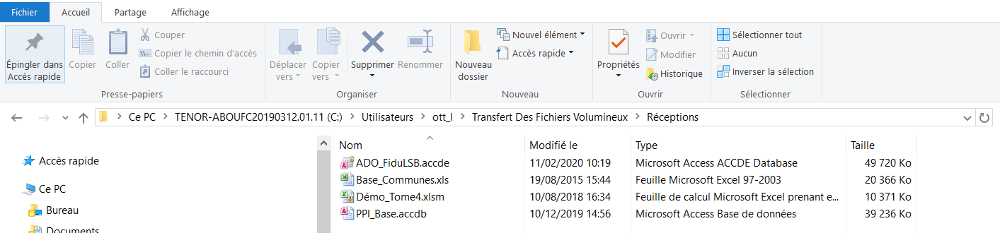 Fichier Accueil Partage Affichage
Épingler dans Accès rapide
Copier
Coller
Couper
Copier le chemin d'accès
Coller le raccourci
Presse-papiers
Déplacer vers
Copier vers
Supprimer
Renommer
Organiser
Nouveau dossier
Nouvel élément
Accès rapide
Nouveau
Propriétés
Ouvrir
Modifier
Historique
Ouvrir
Sélectionner tout
Aucun
Inverser la sélection
Sélectionner
Ce PC > TENOR-ABOUFC20190312.01.11 (C:) > Utilisateurs > ott_l > Transfert Des Fichiers Volumineux > Réceptions
Accès rapide
Ce PC
Bureau
Documents
Nom Modifié le Type Taille
ADO_FiduLSB.accde 11/02/2020 10:19 Microsoft Access ACCDE Database 49 720 Ko
Base_Communes.xls 19/08/2015 15:44 Feuille Microsoft Excel 97-2003 20 366 Ko
Démo_Tome4.xlsm 10/08/2018 16:34 Feuille de calcul Microsoft Excel prenant e... 10 371 Ko
PPI_Base.accdb 10/12/2019 14:56 Microsoft Access Base de données 39 236 Ko